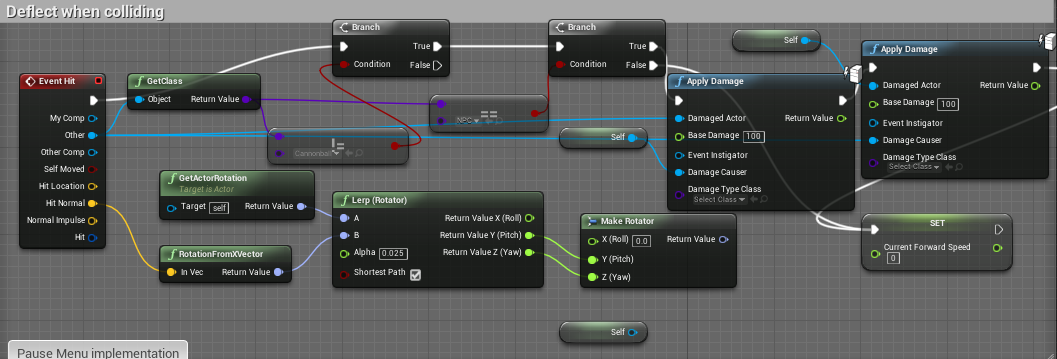 Deflect when colliding
Event Hit
My Comp
Other
Other Comp
Self Moved
Hit Location
Hit Normal
Normal Impulse
Hit
GetClass
Object
Return Value
Branch
True
Condition
False
Branch
True
Condition
False
!=
Cannonball
==
NPC
Self
Self
Apply Damage
Damaged Actor
Return Value
Base Damage 100
Event Instigator
Damage Causer
Damage Type Class
Select Class
Apply Damage
Damaged Actor
Return Value
Base Damage 100
Event Instigator
Damage Causer
Damage Type Class
Select Class
GetActorRotation
Target is Actor
Target self
Return Value
RotationFromXVector
In Vec
Return Value
Lerp (Rotator)
A
Return Value X (Roll)
B
Return Value Y (Pitch)
Alpha 0.025
Return Value Z (Yaw)
Shortest Path
Make Rotator
X (Roll) 0.0
Return Value
Y (Pitch)
Z (Yaw)
SET
Current Forward Speed
0
Self
Pause Menu implementation